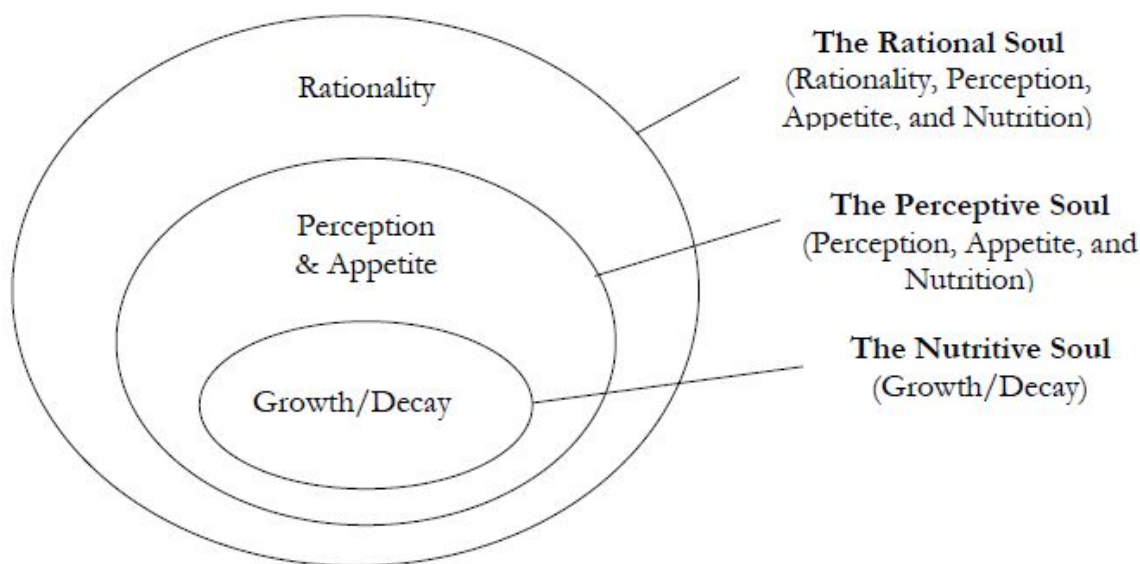 Rationality
Perception
& Appetite
Growth/Decay
The Rational Soul
(Rationality, Perception,
Appetite, and Nutrition)
The Perceptive Soul
(Perception, Appetite, and
Nutrition)
The Nutritive Soul
(Growth/Decay)